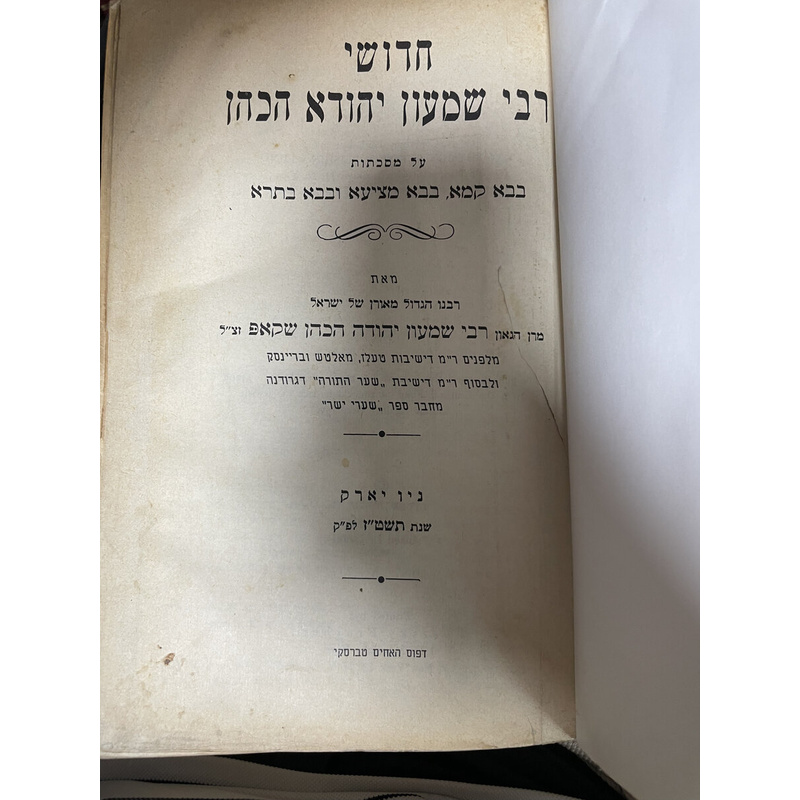 חדושי
רבי שמעון יהודא הכהן
על מסכתות
בבא קמא, בבא מציעא ובבא בתרא
מאת
רבנו הגדול מאורן של ישראל
מרן הגאון רבי שמעון יהודה הכהן שקאפ זצ״ל
מלפנים ר״מ דישיבות טעלז, מאלטש ובריינסק
ולבסוף ר״מ דישיבת „שער התורה״ דגרודנה
מחבר ספר „שערי ישר״
נין יארק
שנת תשט״ז לפ״ק
דפוס האחים טברסקי